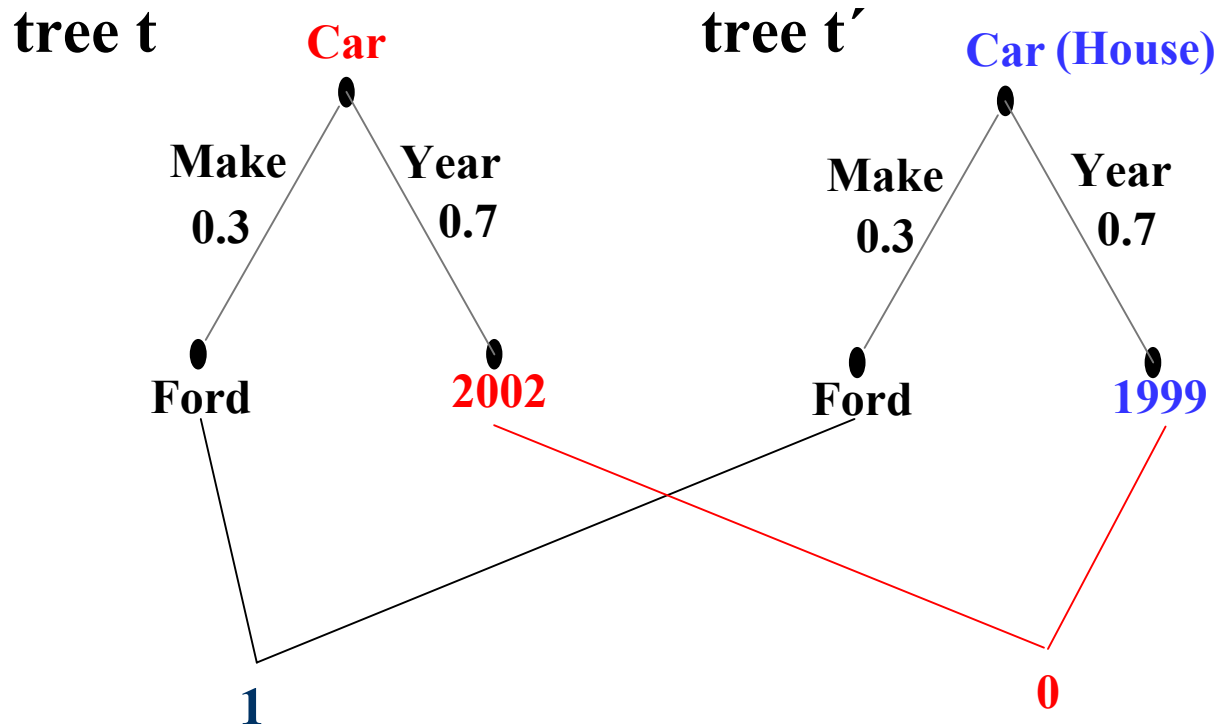 tree t
Car
tree t´
Car (House)
Make
0.3
Year
0.7
Make
0.3
Year
0.7
Ford
2002
Ford
1999
1
0